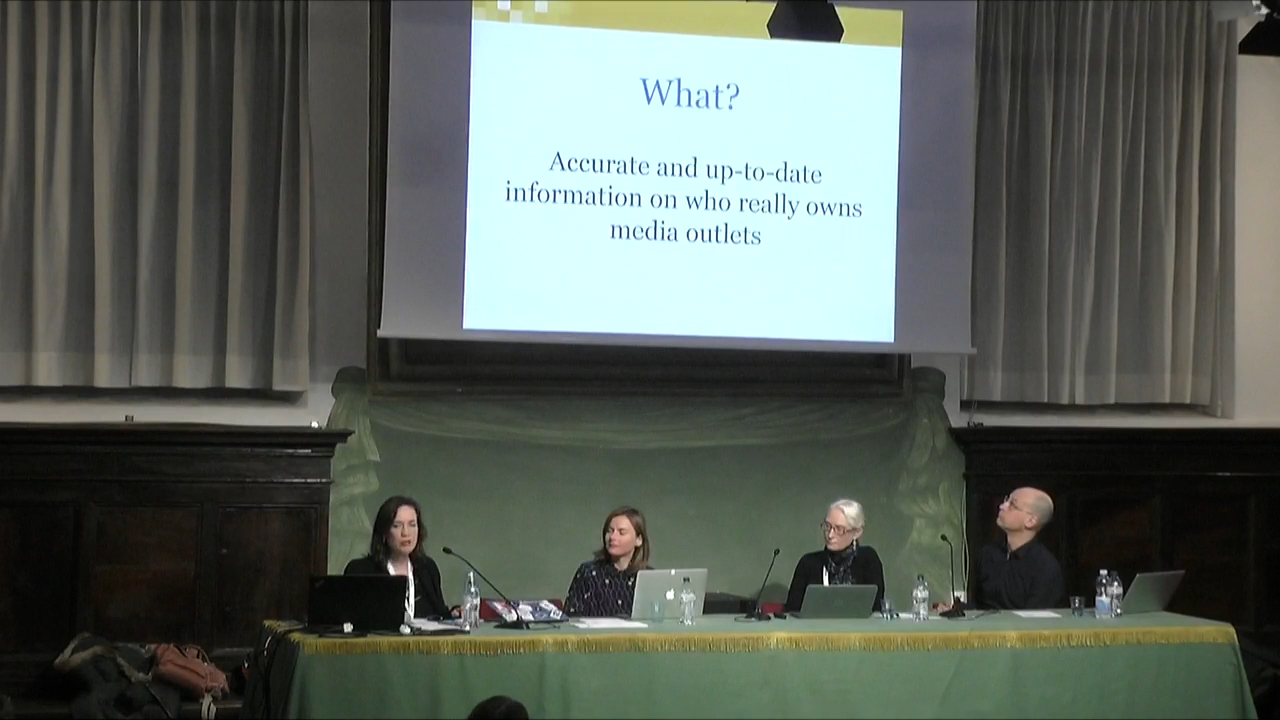 What?
Accurate and up-to-date
information on who really owns
media outlets